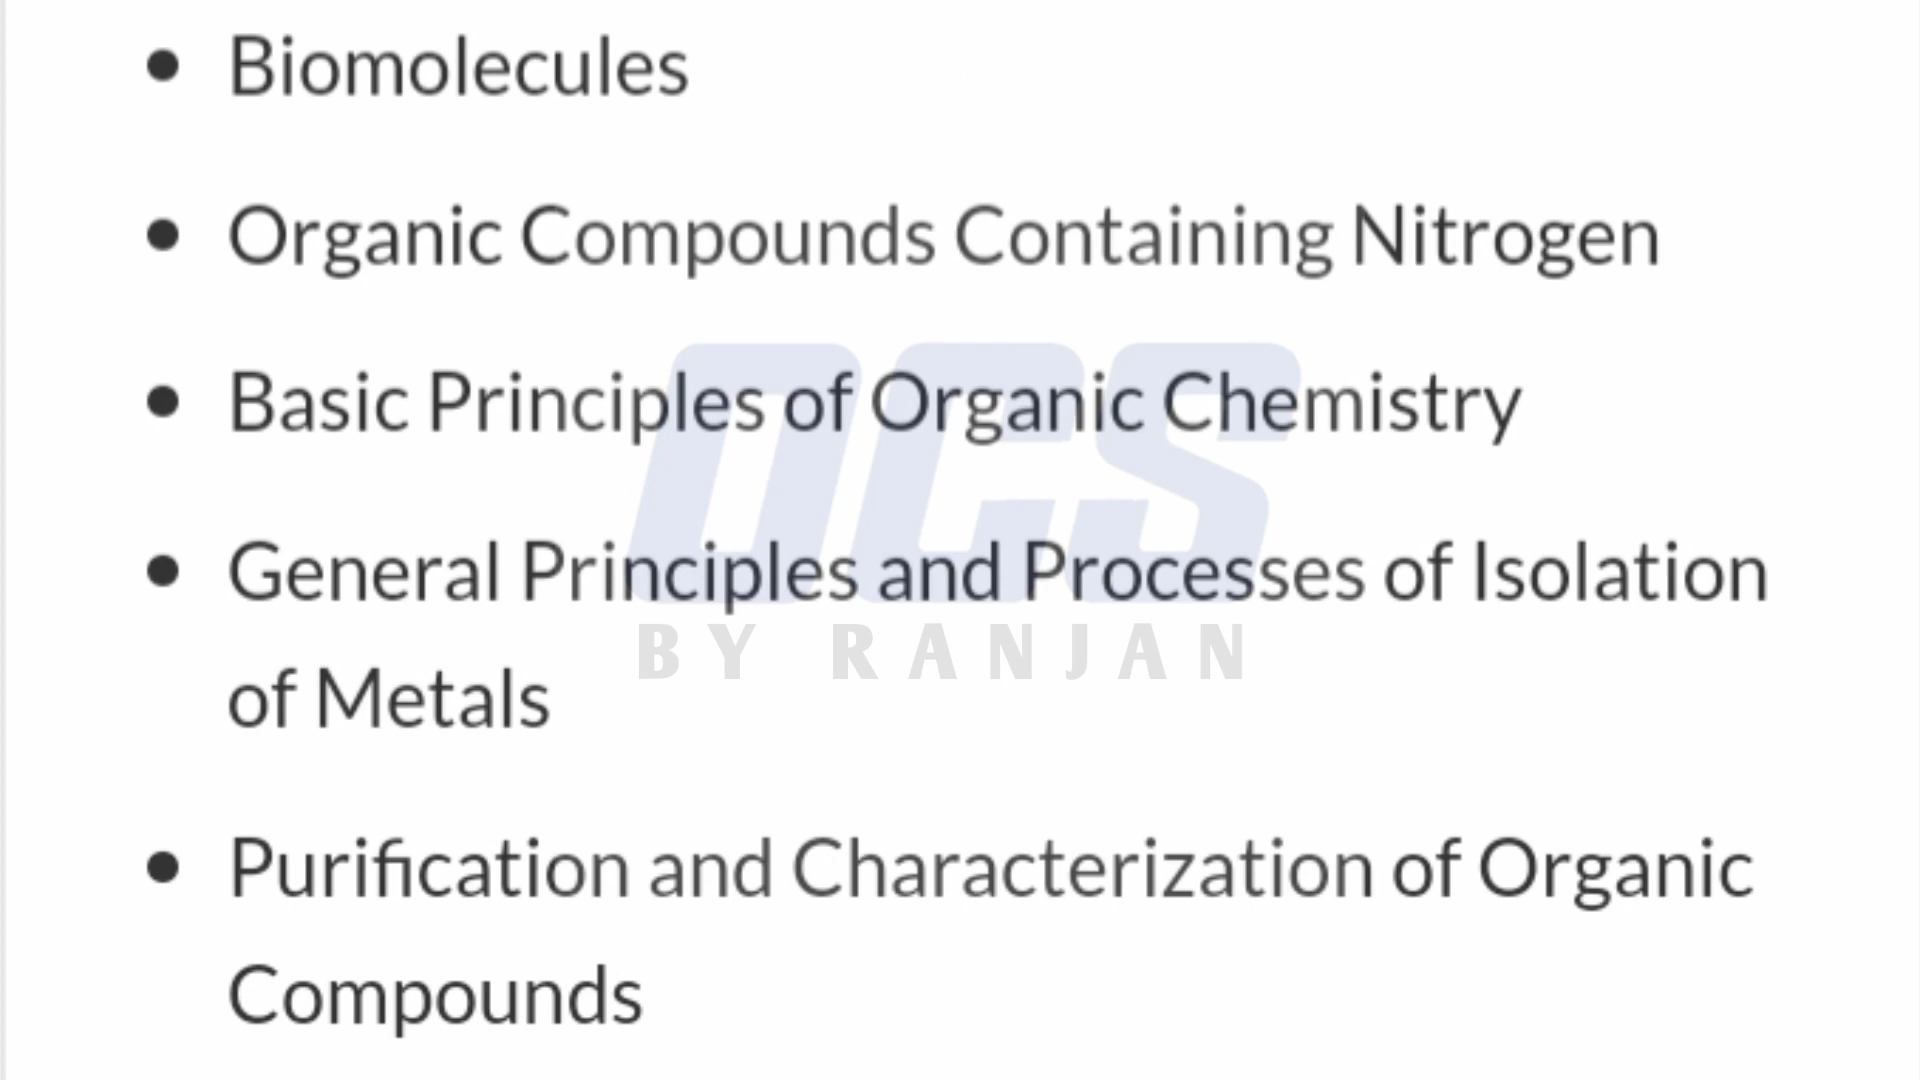 • Biomolecules
• Organic Compounds Containing Nitrogen
• Basic Principles of Organic Chemistry
• General Principles and Processes of Isolation
of Metals
• Purification and Characterization of Organic
Compounds
OCS
BY RANJAN